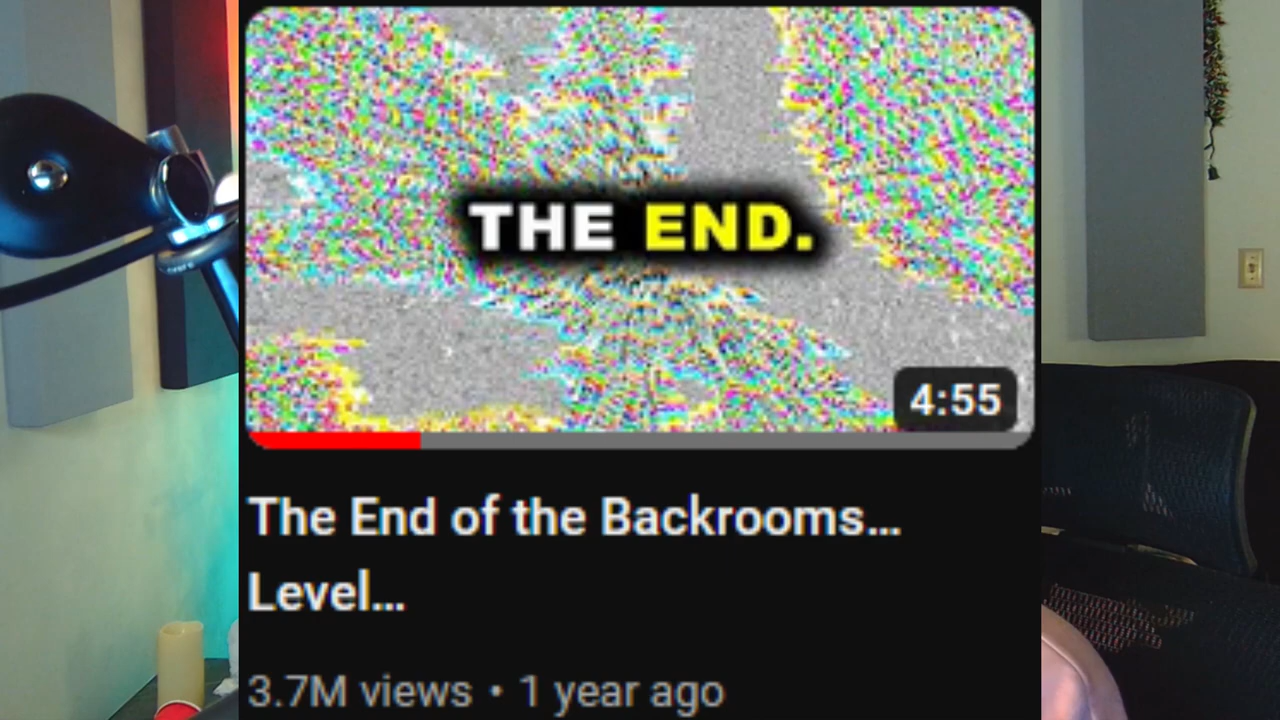 THE END.
4:55
The End of the Backrooms...
Level...
3.7M views • 1 year ago